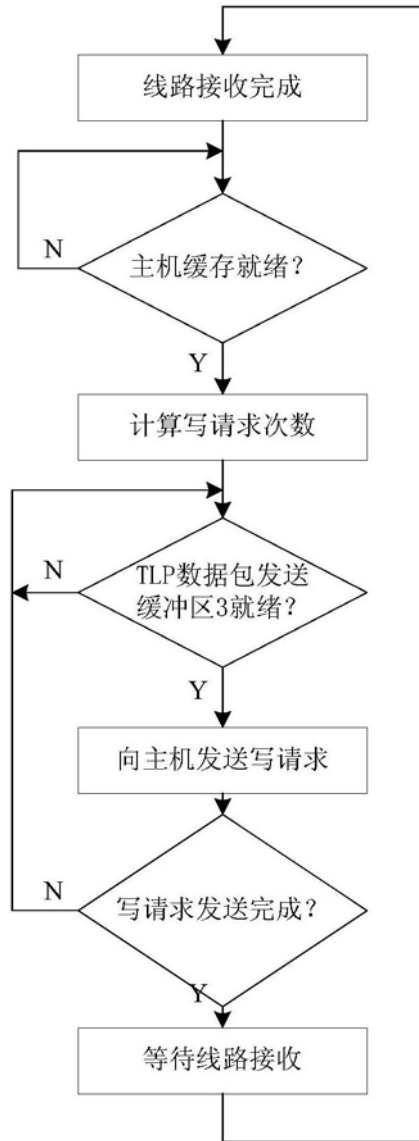 线路接收完成
N
主机缓存就绪?
Y
计算写请求次数
N
TLP数据包发送
缓冲区3就绪?
Y
向主机发送写请求
N
写请求发送完成?
Y
等待线路接收